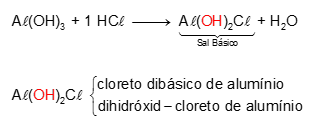 Aℓ(OH)₃ + 1 HCℓ ⟶ Aℓ(OH)₂Cℓ + H₂O
Sal Básico
Aℓ(OH)₂Cℓ { cloreto dibásico de alumínio
dihidróxid – cloreto de alumínio